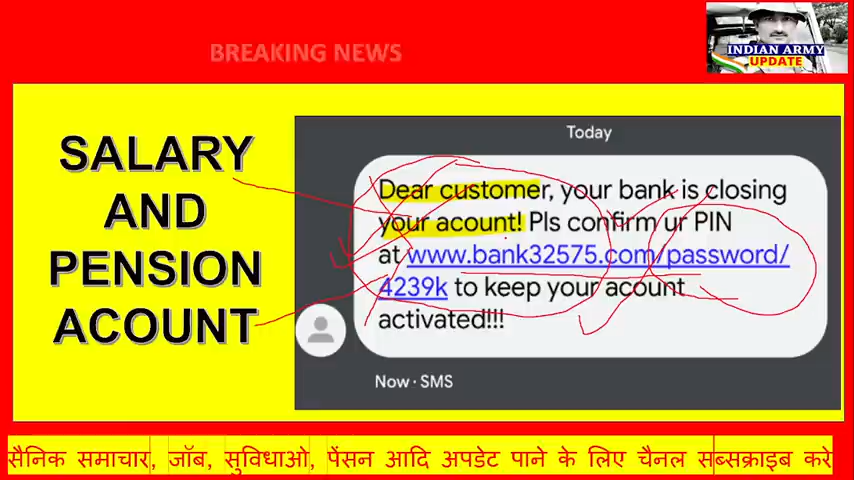 BREAKING NEWS
INDIAN ARMY
UPDATE
SALARY
AND
PENSION
ACOUNT
Today
Dear customer, your bank is closing
your acount! Pls confirm ur PIN
at www.bank32575.com/password/
4239k to keep your acount
activated!!!
Now · SMS
सैनिक समाचार, जॉब, सुविधाओ, पेंसन आदि अपडेट पाने के लिए चैनल सब्सक्राइब करे